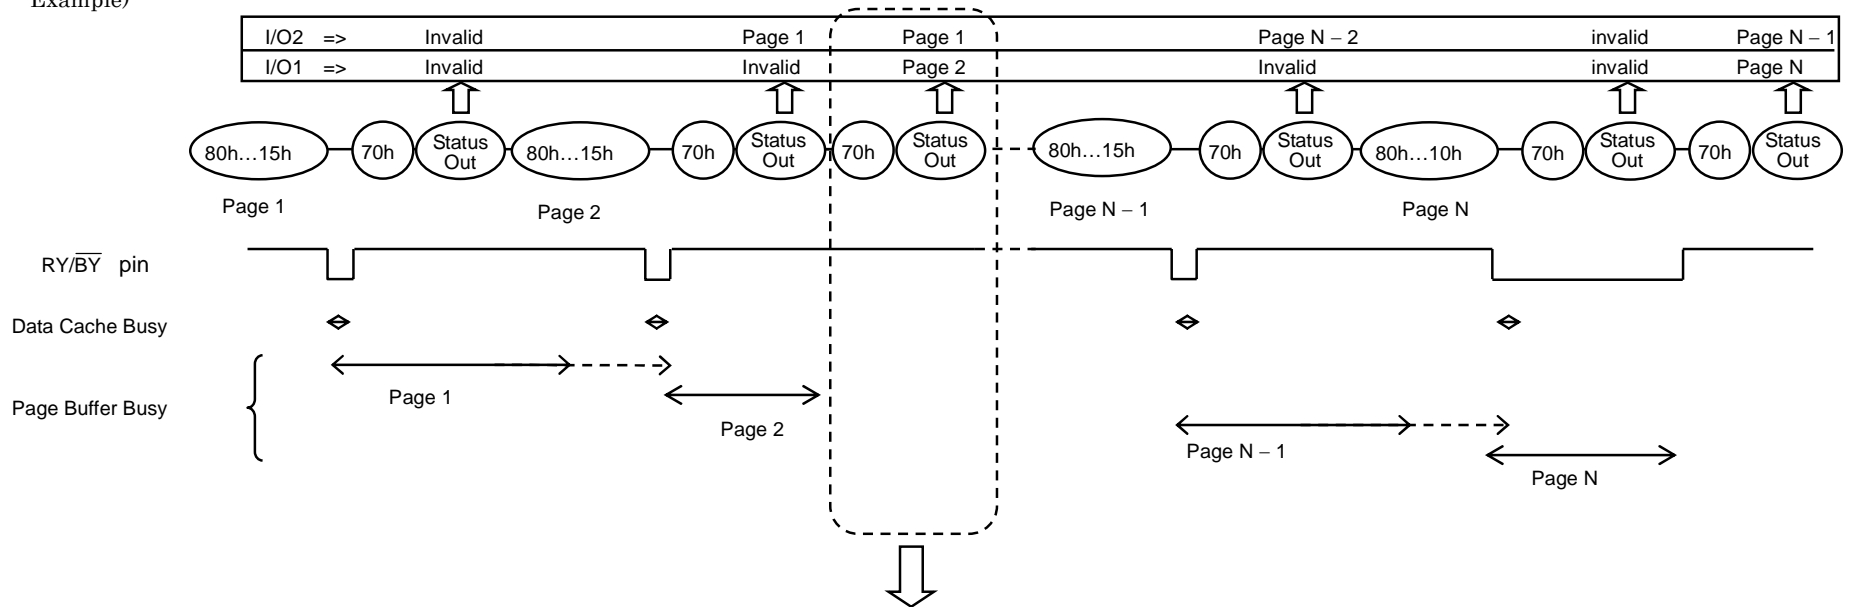 Example)
I/O2 => Invalid Page 1 Page 1 Page N – 2 invalid Page N – 1
I/O1 => Invalid Invalid Page 2 Invalid invalid Page N
80h…15h 70h Status Out 80h…15h 70h Status Out 70h Status Out 80h…15h 70h Status Out 80h…10h 70h Status Out 70h Status Out
Page 1 Page 2 Page N – 1 Page N
RY/B̅Y̅ pin
Data Cache Busy
Page Buffer Busy
Page 1
Page 2
Page N – 1
Page N